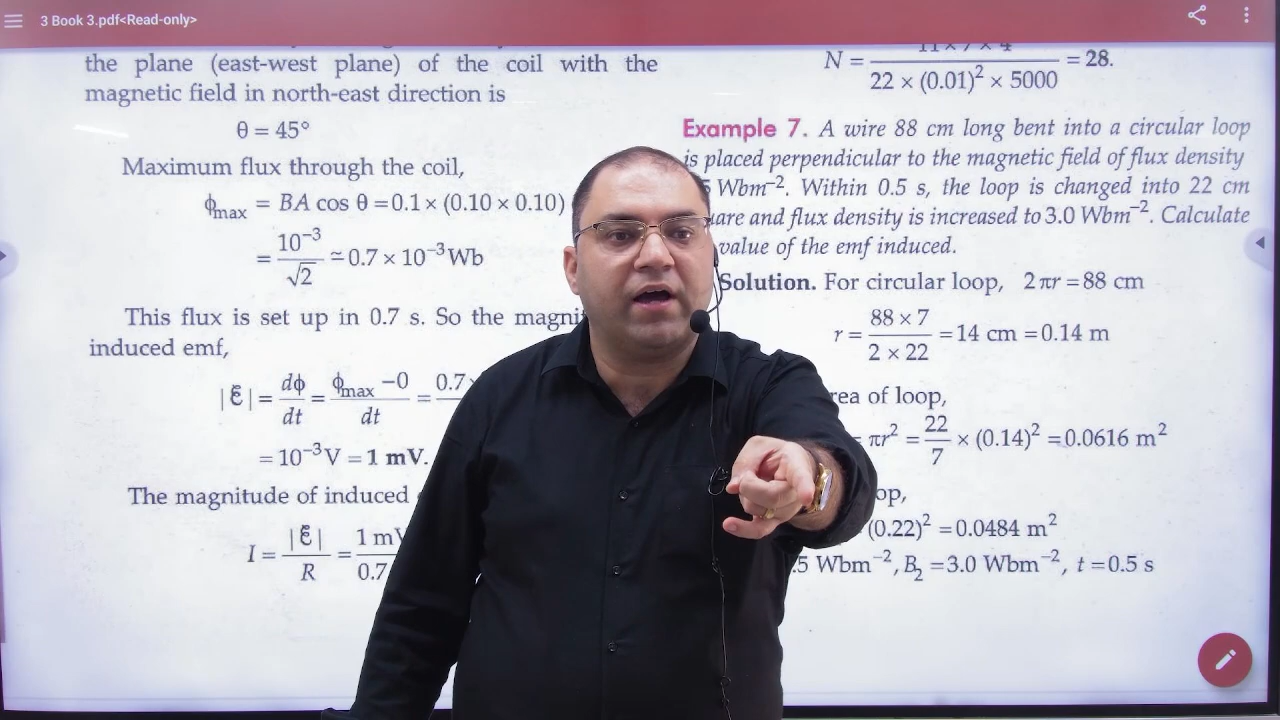 3 Book 3.pdf<Read-only>
the plane (east-west plane) of the coil with the
magnetic field in north-east direction is
θ = 45°
Maximum flux through the coil,
ϕmax = BA cos θ = 0.1 × (0.10 × 0.10)
= 10⁻³/√2 ≃ 0.7 × 10⁻³ Wb
This flux is set up in 0.7 s. So the
induced emf,
|ℰ| = dϕ/dt = ϕmax − 0/dt = 0.7
= 10⁻³ V = 1 mV.
The magnitude of induced
I = |ℰ|/R = 1 mV/0.7
N = 11 × 7 × 4/22 × (0.01)² × 5000 = 28.
Example 7. A wire 88 cm long bent into a circular loop
is placed perpendicular to the magnetic field of flux density
Wbm⁻². Within 0.5 s, the loop is changed into 22 cm
and flux density is increased to 3.0 Wbm⁻². Calculate
value of the emf induced.
Solution. For circular loop, 2πr = 88 cm
r = 88 × 7/2 × 22 = 14 cm = 0.14 m
of loop,
= πr² = 22/7 × (0.14)² = 0.0616 m²
(0.22)² = 0.0484 m²
.5 Wbm⁻², B₂ = 3.0 Wbm⁻², t = 0.5 s